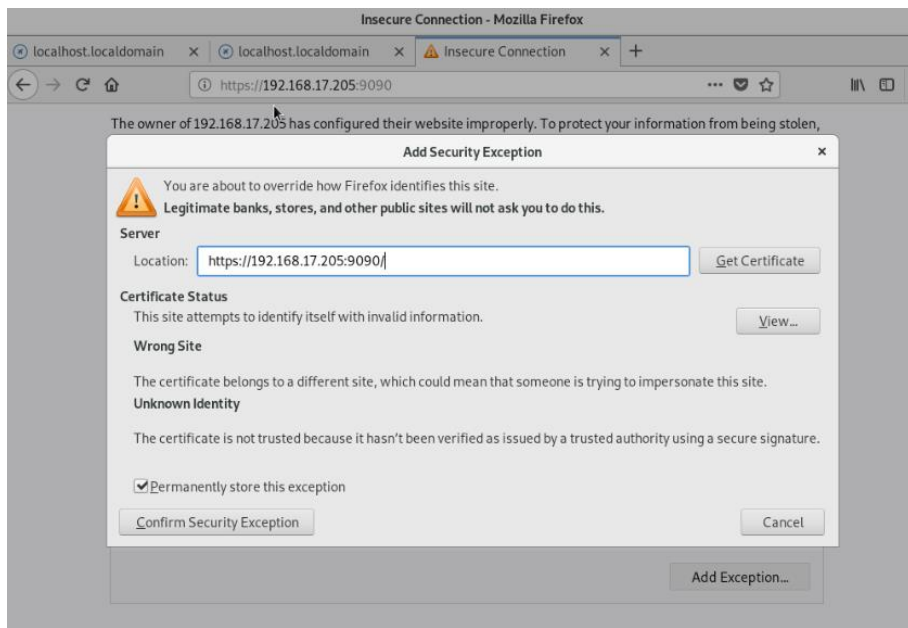 Insecure Connection - Mozilla Firefox
localhost.localdomain × localhost.localdomain × Insecure Connection × +
https://192.168.17.205:9090
The owner of 192.168.17.205 has configured their website improperly. To protect your information from being stolen,
Add Security Exception ×
You are about to override how Firefox identifies this site.
Legitimate banks, stores, and other public sites will not ask you to do this.
Server
Location: https://192.168.17.205:9090/ Get Certificate
Certificate Status
This site attempts to identify itself with invalid information.
View...
Wrong Site
The certificate belongs to a different site, which could mean that someone is trying to impersonate this site.
Unknown Identity
The certificate is not trusted because it hasn't been verified as issued by a trusted authority using a secure signature.
Permanently store this exception
Confirm Security Exception Cancel
Add Exception...